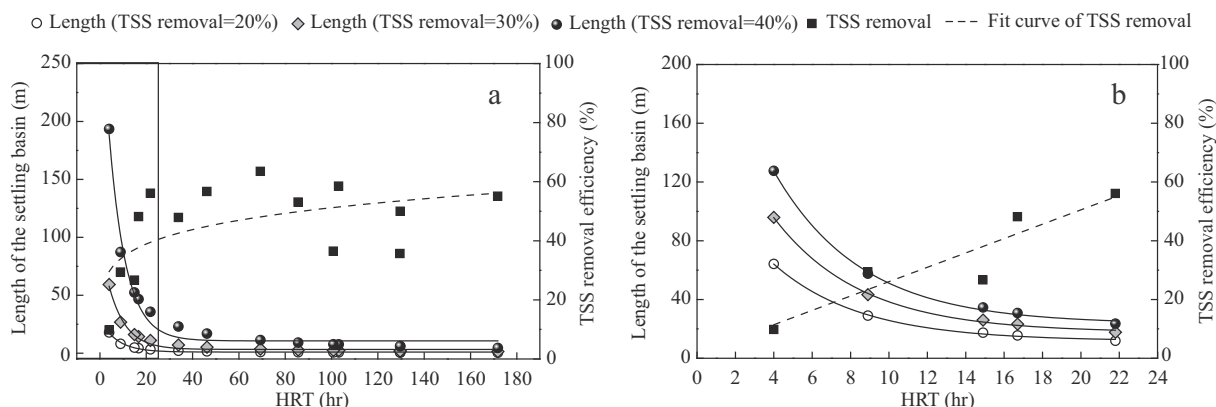 Length (TSS removal=20%) Length (TSS removal=30%) Length (TSS removal=40%) TSS removal Fit curve of TSS removal
a
250
200
150
100
50
0
Length of the settling basin (m)
100
80
60
40
20
0
TSS removal efficiency (%)
0 20 40 60 80 100 120 140 160 180
HRT (hr)
b
200
160
120
80
40
0
Length of the settling basin (m)
100
80
60
40
20
0
TSS removal efficiency (%)
0 2 4 6 8 10 12 14 16 18 20 22 24
HRT (hr)